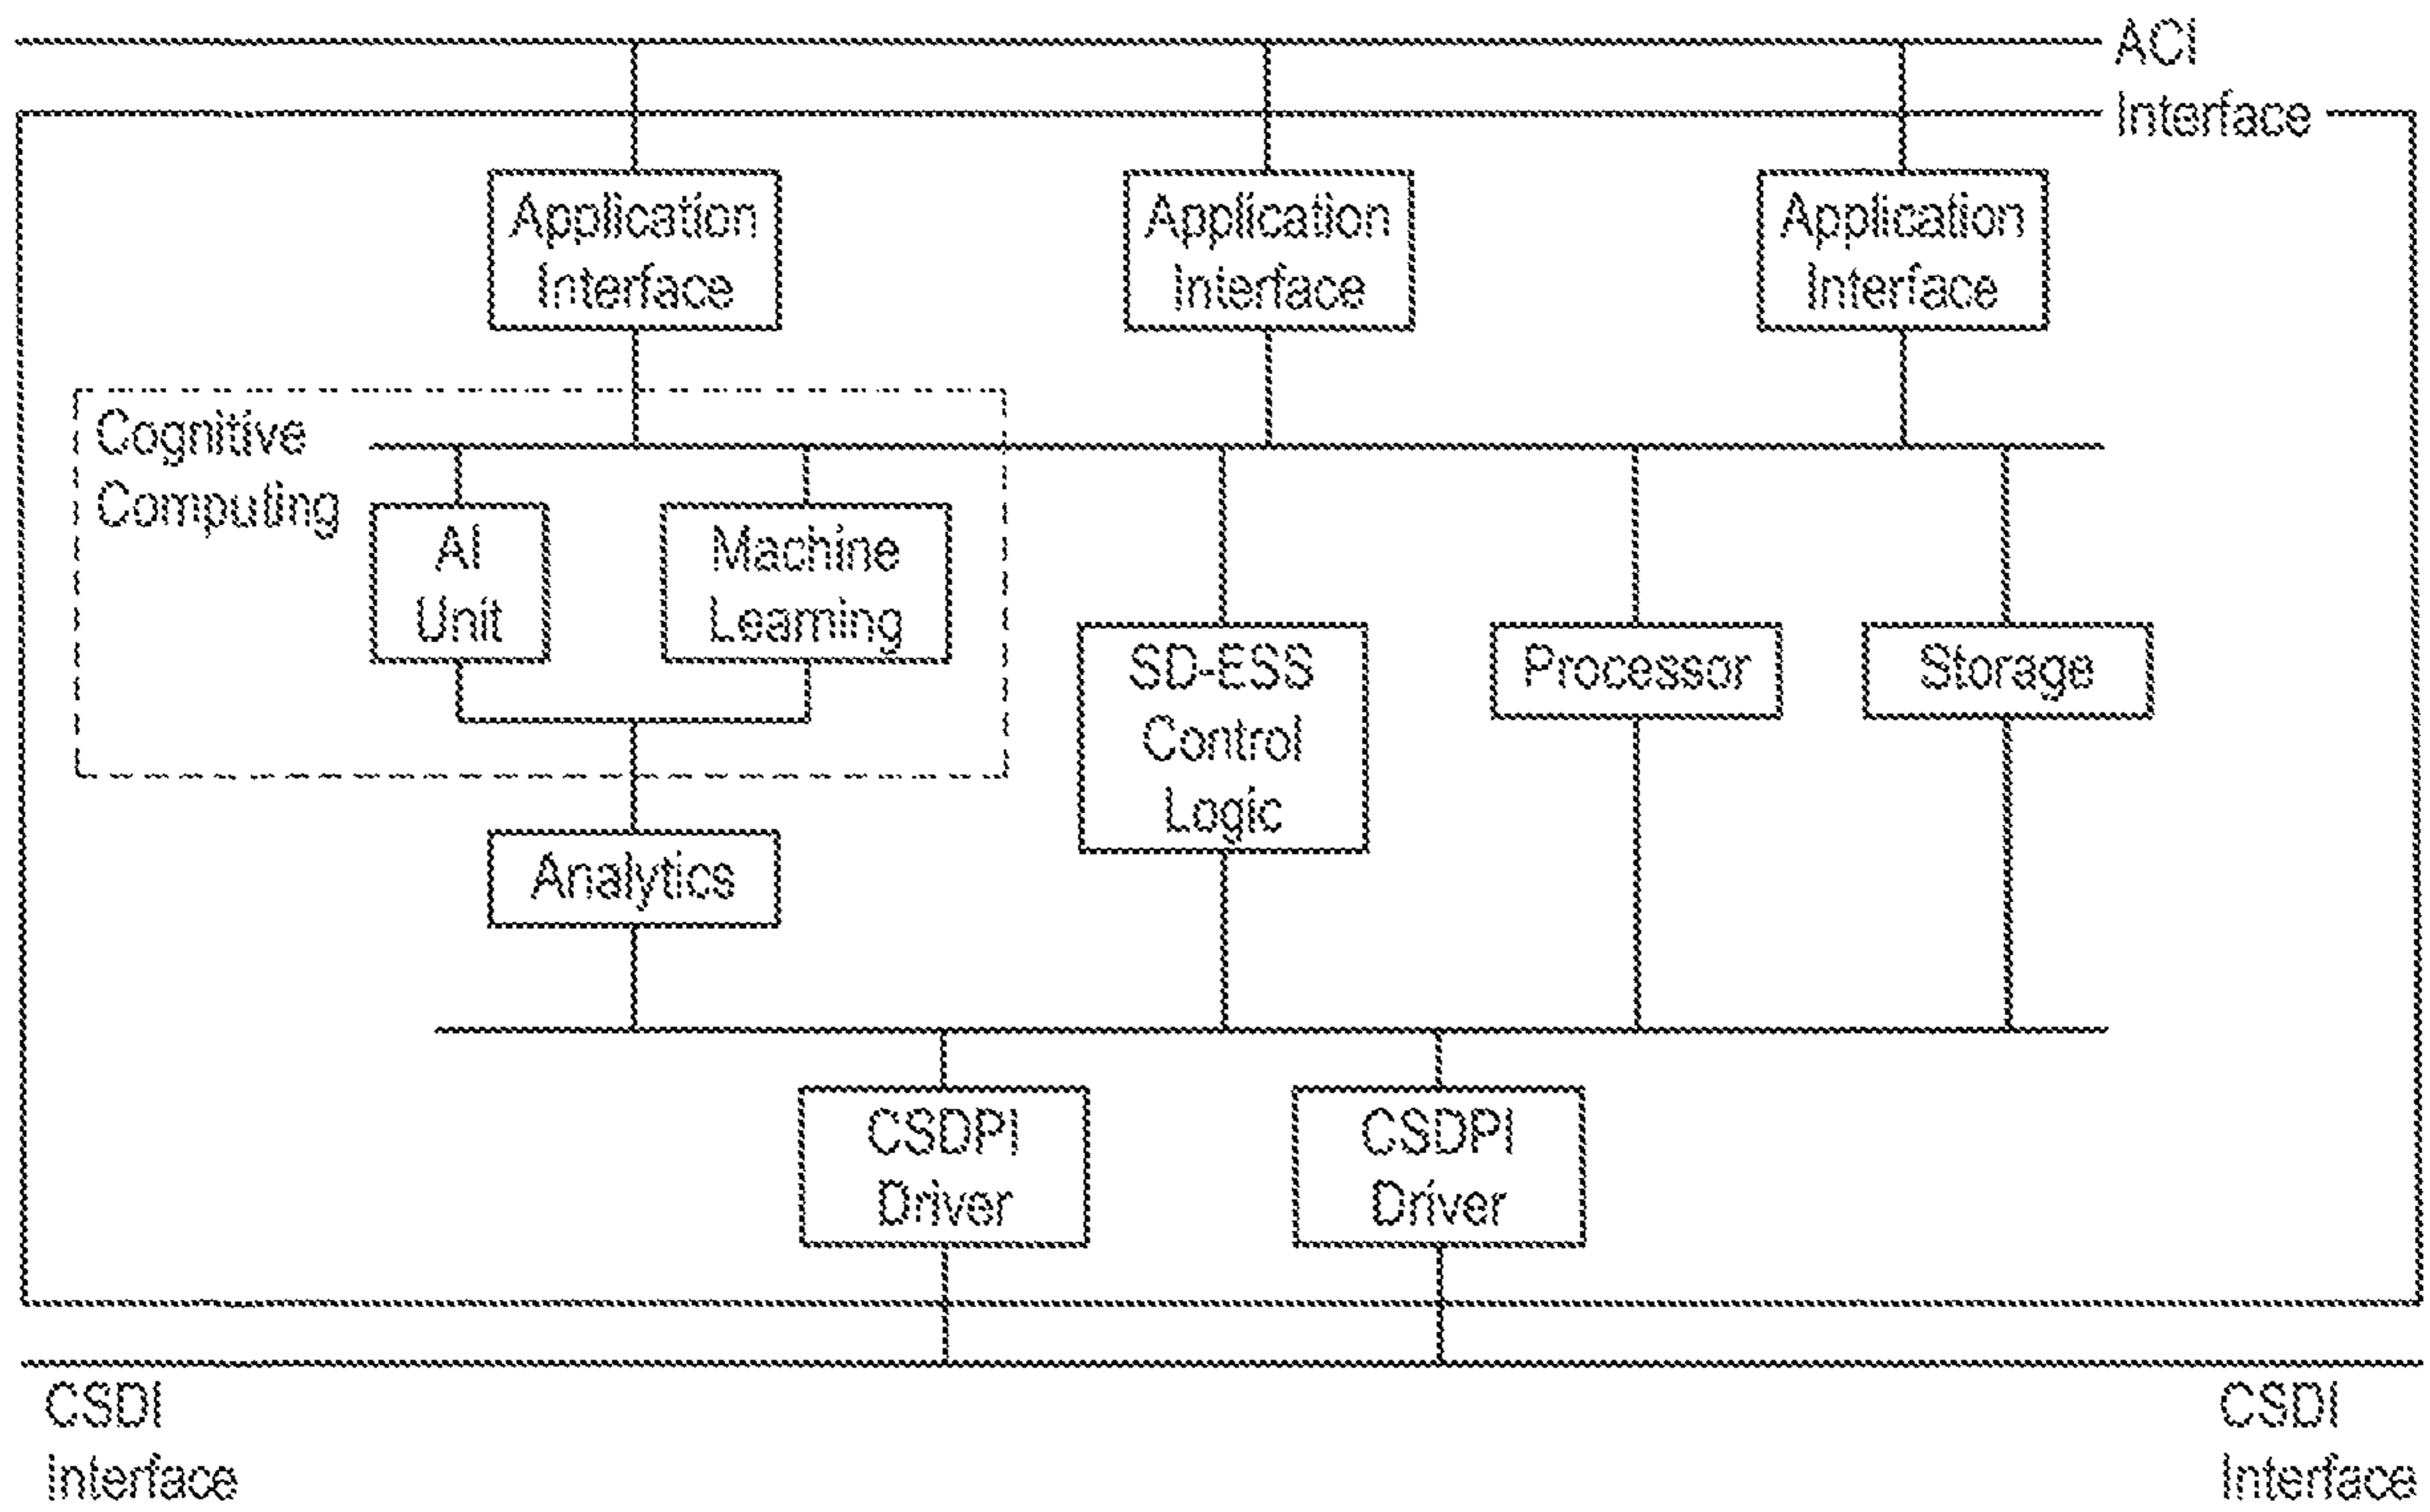 ACI
Interface
Application
Interface
Application
Interface
Application
Interface
Cognitive
Computing
AI
Unit
Machine
Learning
SD-ESS
Control
Logic
Processor
Storage
Analytics
CSDPI
Driver
CSDPI
Driver
CSDI
Interface
CSDI
Interface